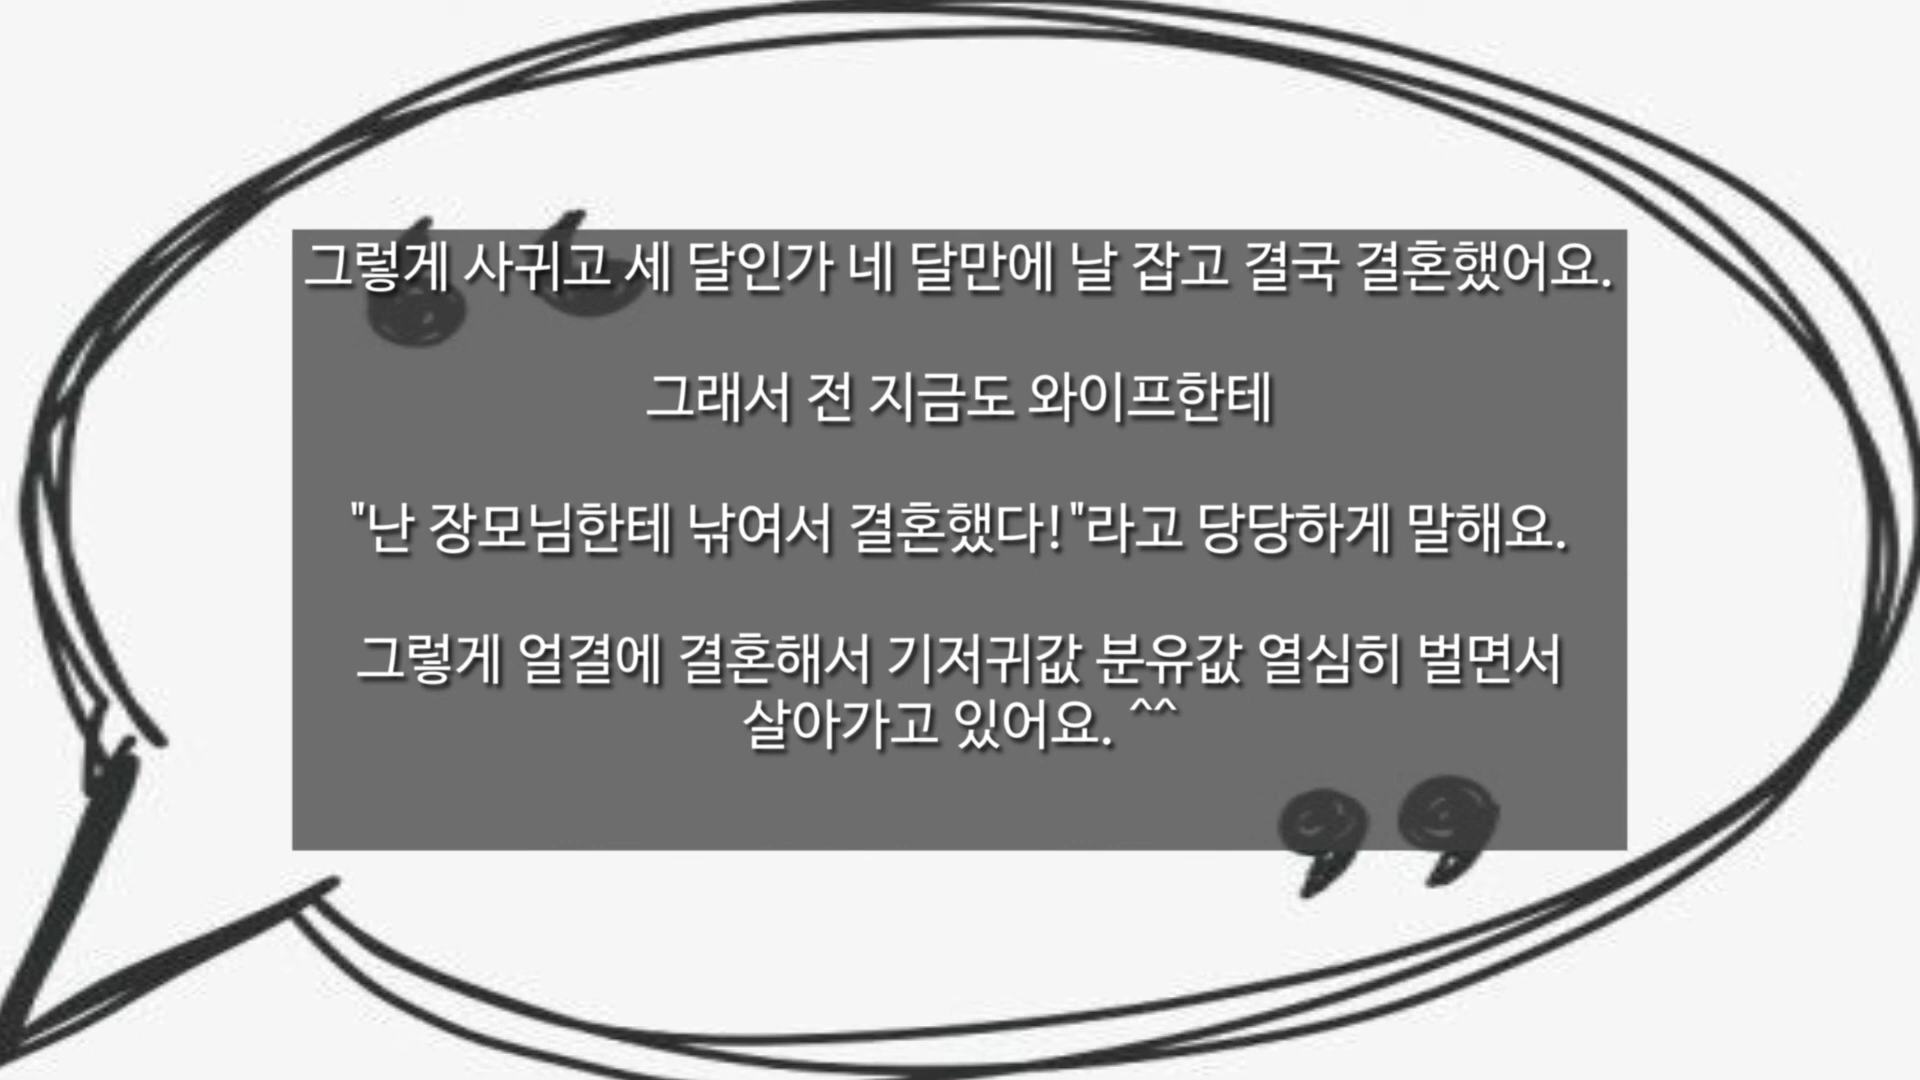 그렇게 사귀고 세 달인가 네 달만에 날 잡고 결국 결혼했어요.
그래서 전 지금도 와이프한테
"난 장모님한테 낚여서 결혼했다!"라고 당당하게 말해요.
그렇게 얼결에 결혼해서 기저귀값 분유값 열심히 벌면서
살아가고 있어요. ^^